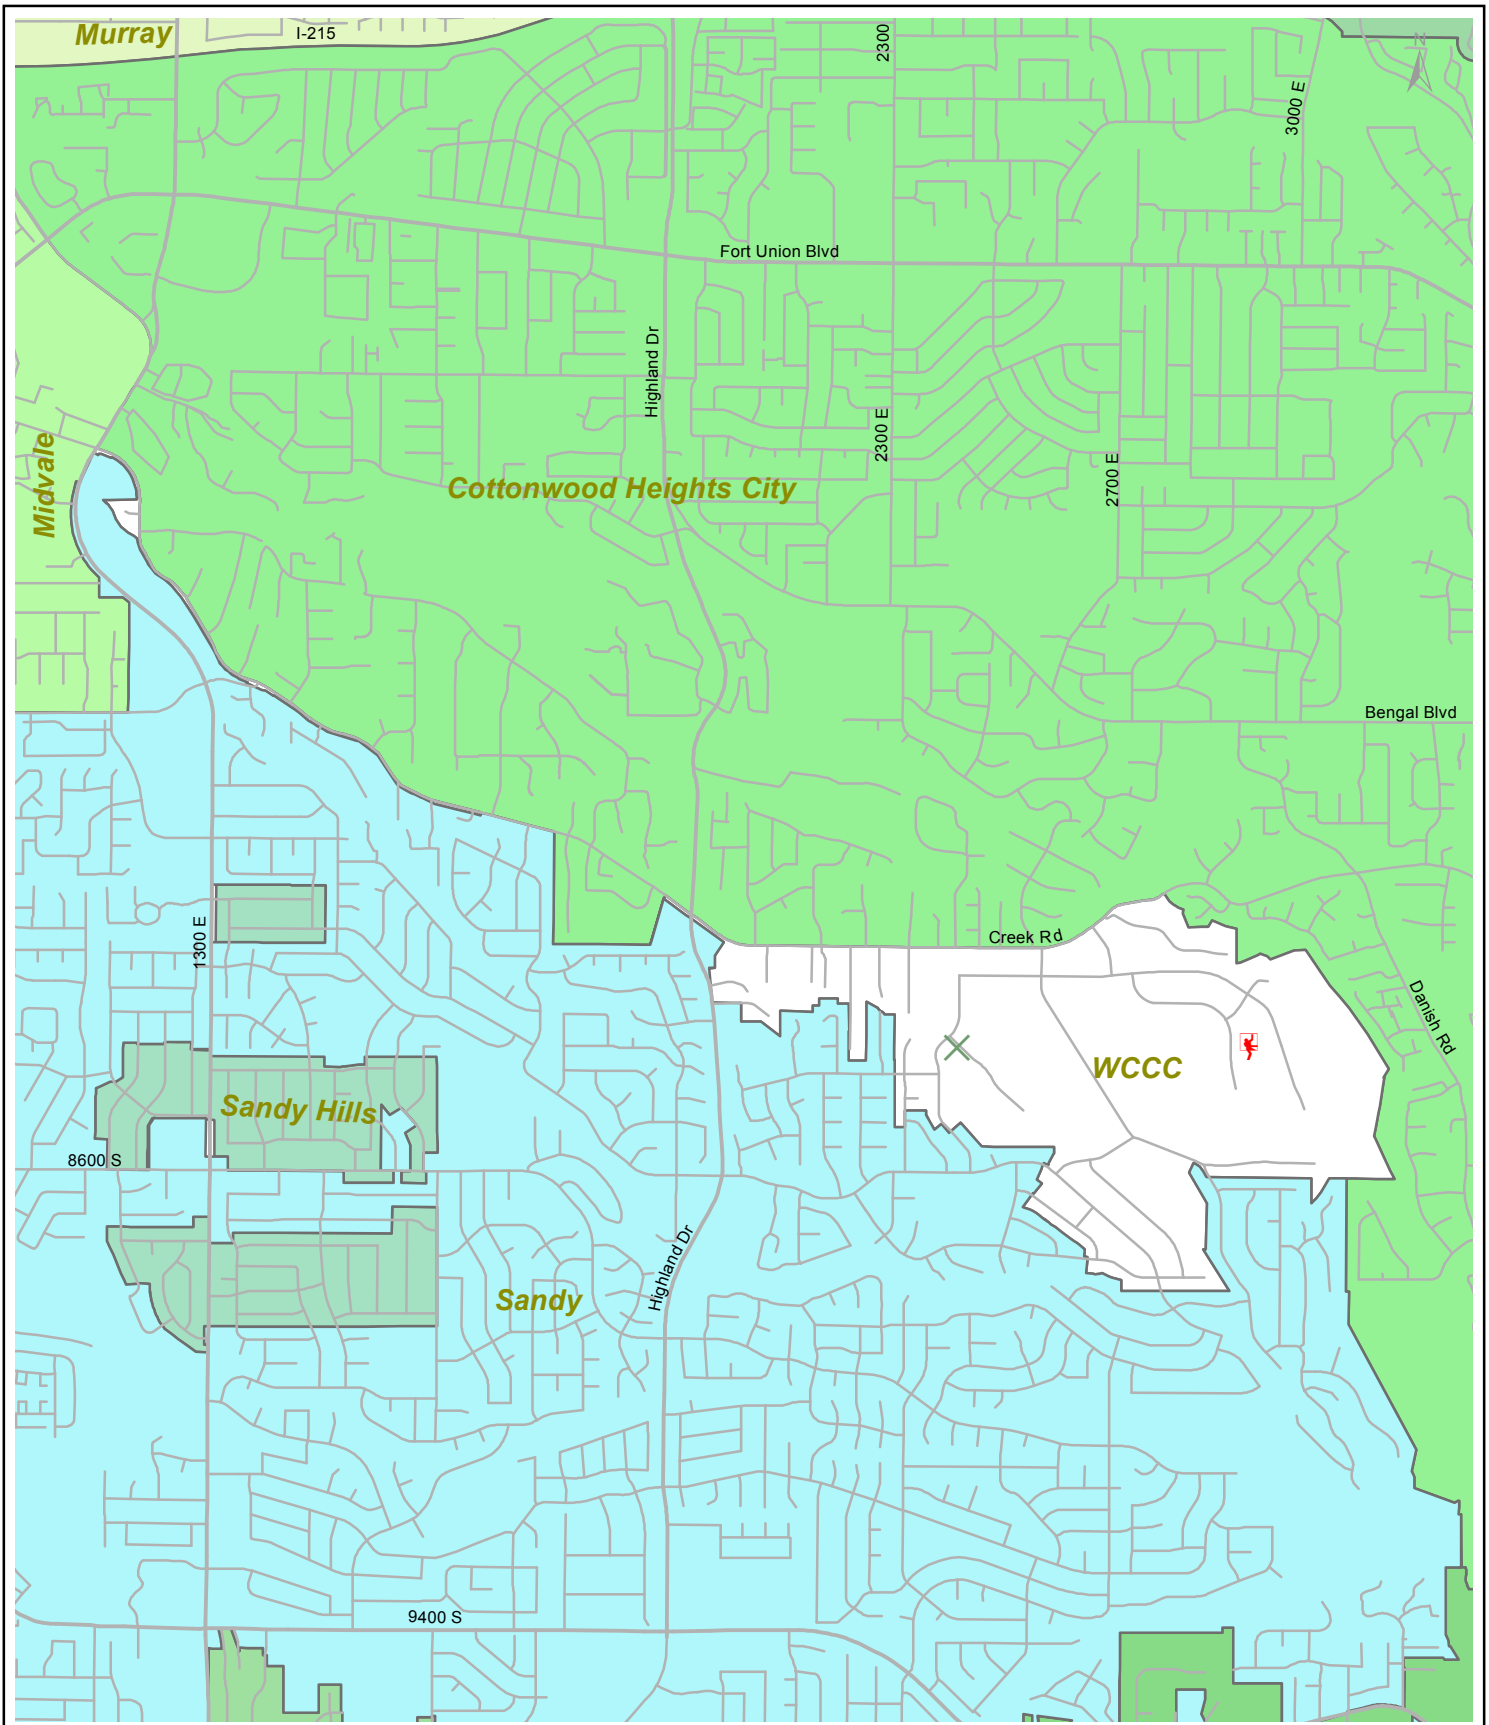 Murray
I-215
2300
N
3000 E
Fort Union Blvd
Highland Dr
2300 E
Midvale
2700 E
Cottonwood Heights City
Bengal Blvd
1300 E
Creek Rd
Danish Rd
WCCC
Sandy Hills
8600 S
Highland Dr
Sandy
9400 S